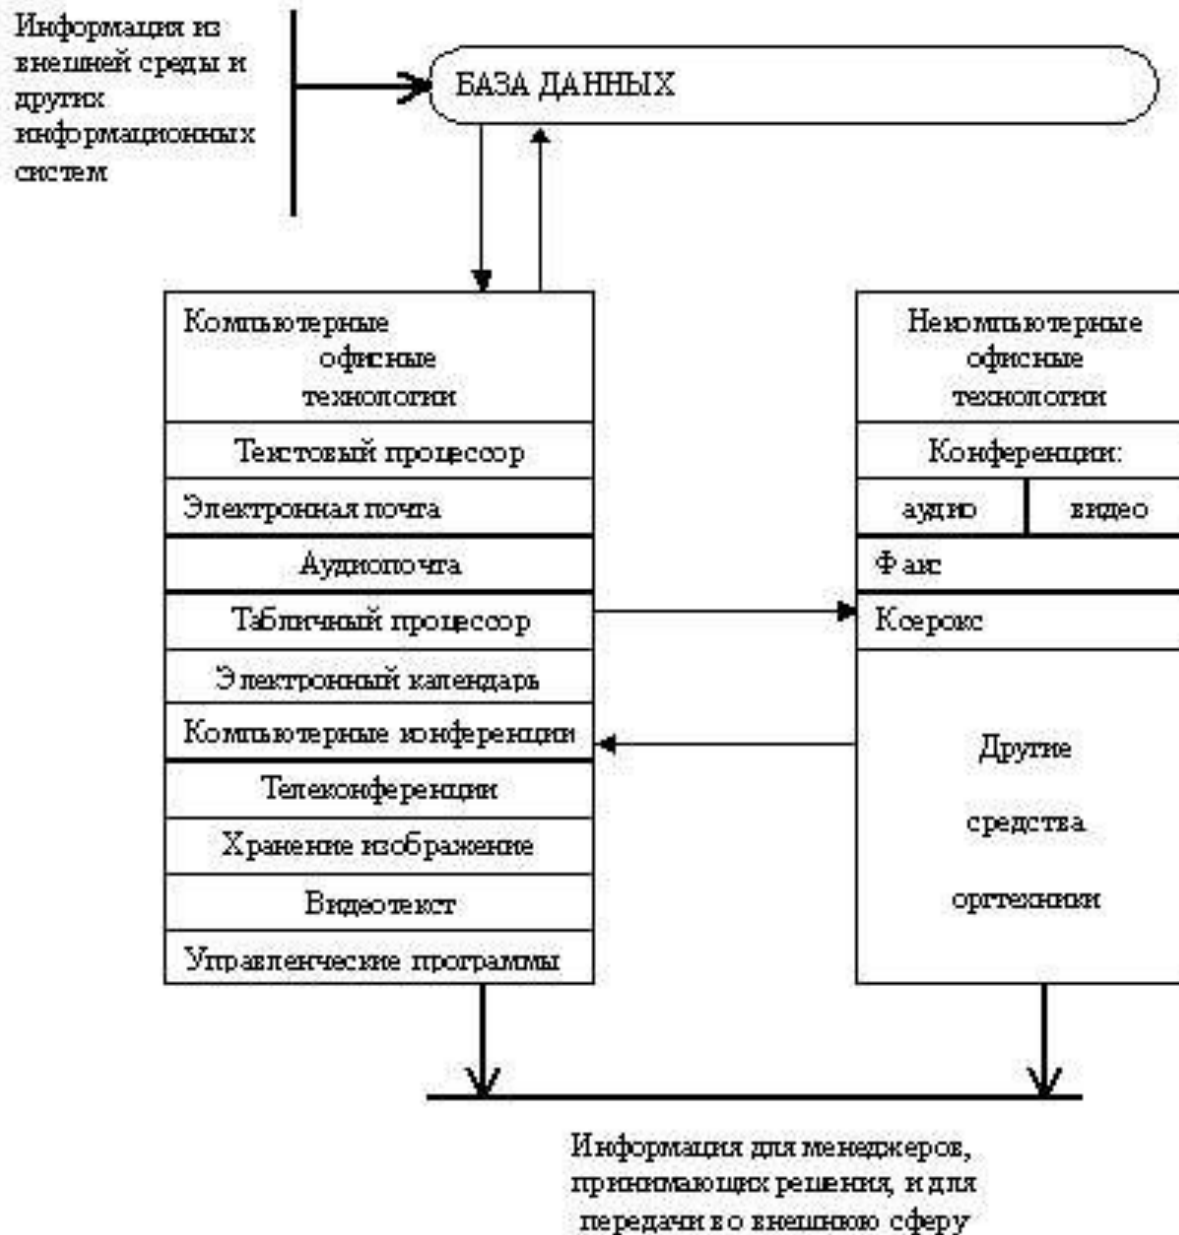 Информация из
внешней среды и
других
информационных
систем
БАЗА ДАННЫХ
Компьютерные
офисные
технологии
Текстовый процессор
Электронная почта
Аудиопочта
Табличный процессор
Электронный календарь
Компьютерные конференции
Телеконференции
Хранение изображение
Видеотекст
Управленческие программы
Некомпьютерные
офисные
технологии
Конференции:
аудио видео
Факс
Ксерокс
Другие
средства
оргтехники
Информация для менеджеров,
принимающих решения, и для
передачи во внешнюю сферу